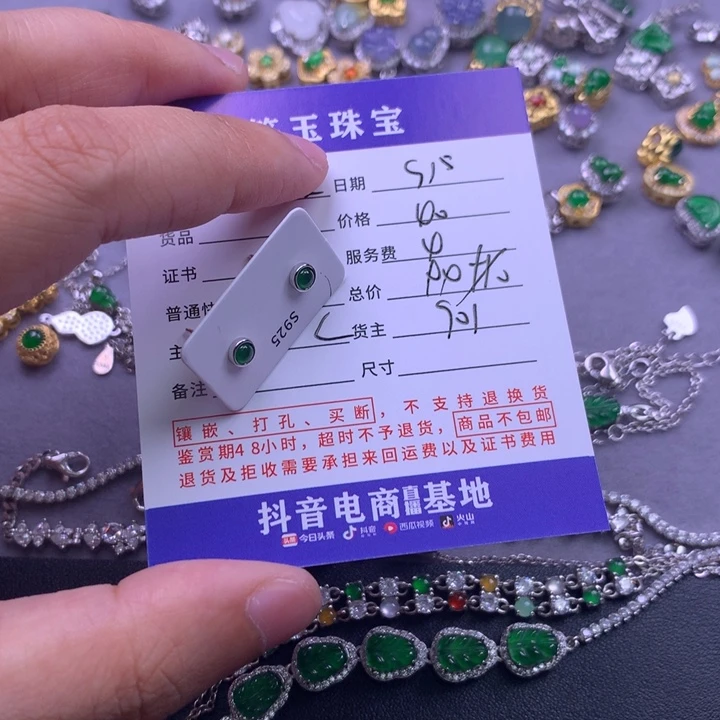 玉珠宝
日期 5/5
货品 价格
证书 服务费
普通 总价
货主 901
备注 尺寸
S925
镶嵌、打孔、买断，不支持退换货
鉴赏期48小时，超时不予退货，商品不包邮
退货及拒收需要承担来回运费以及证书费用
抖音电商直播基地
头条 今日头条 抖音 西瓜视频 火山